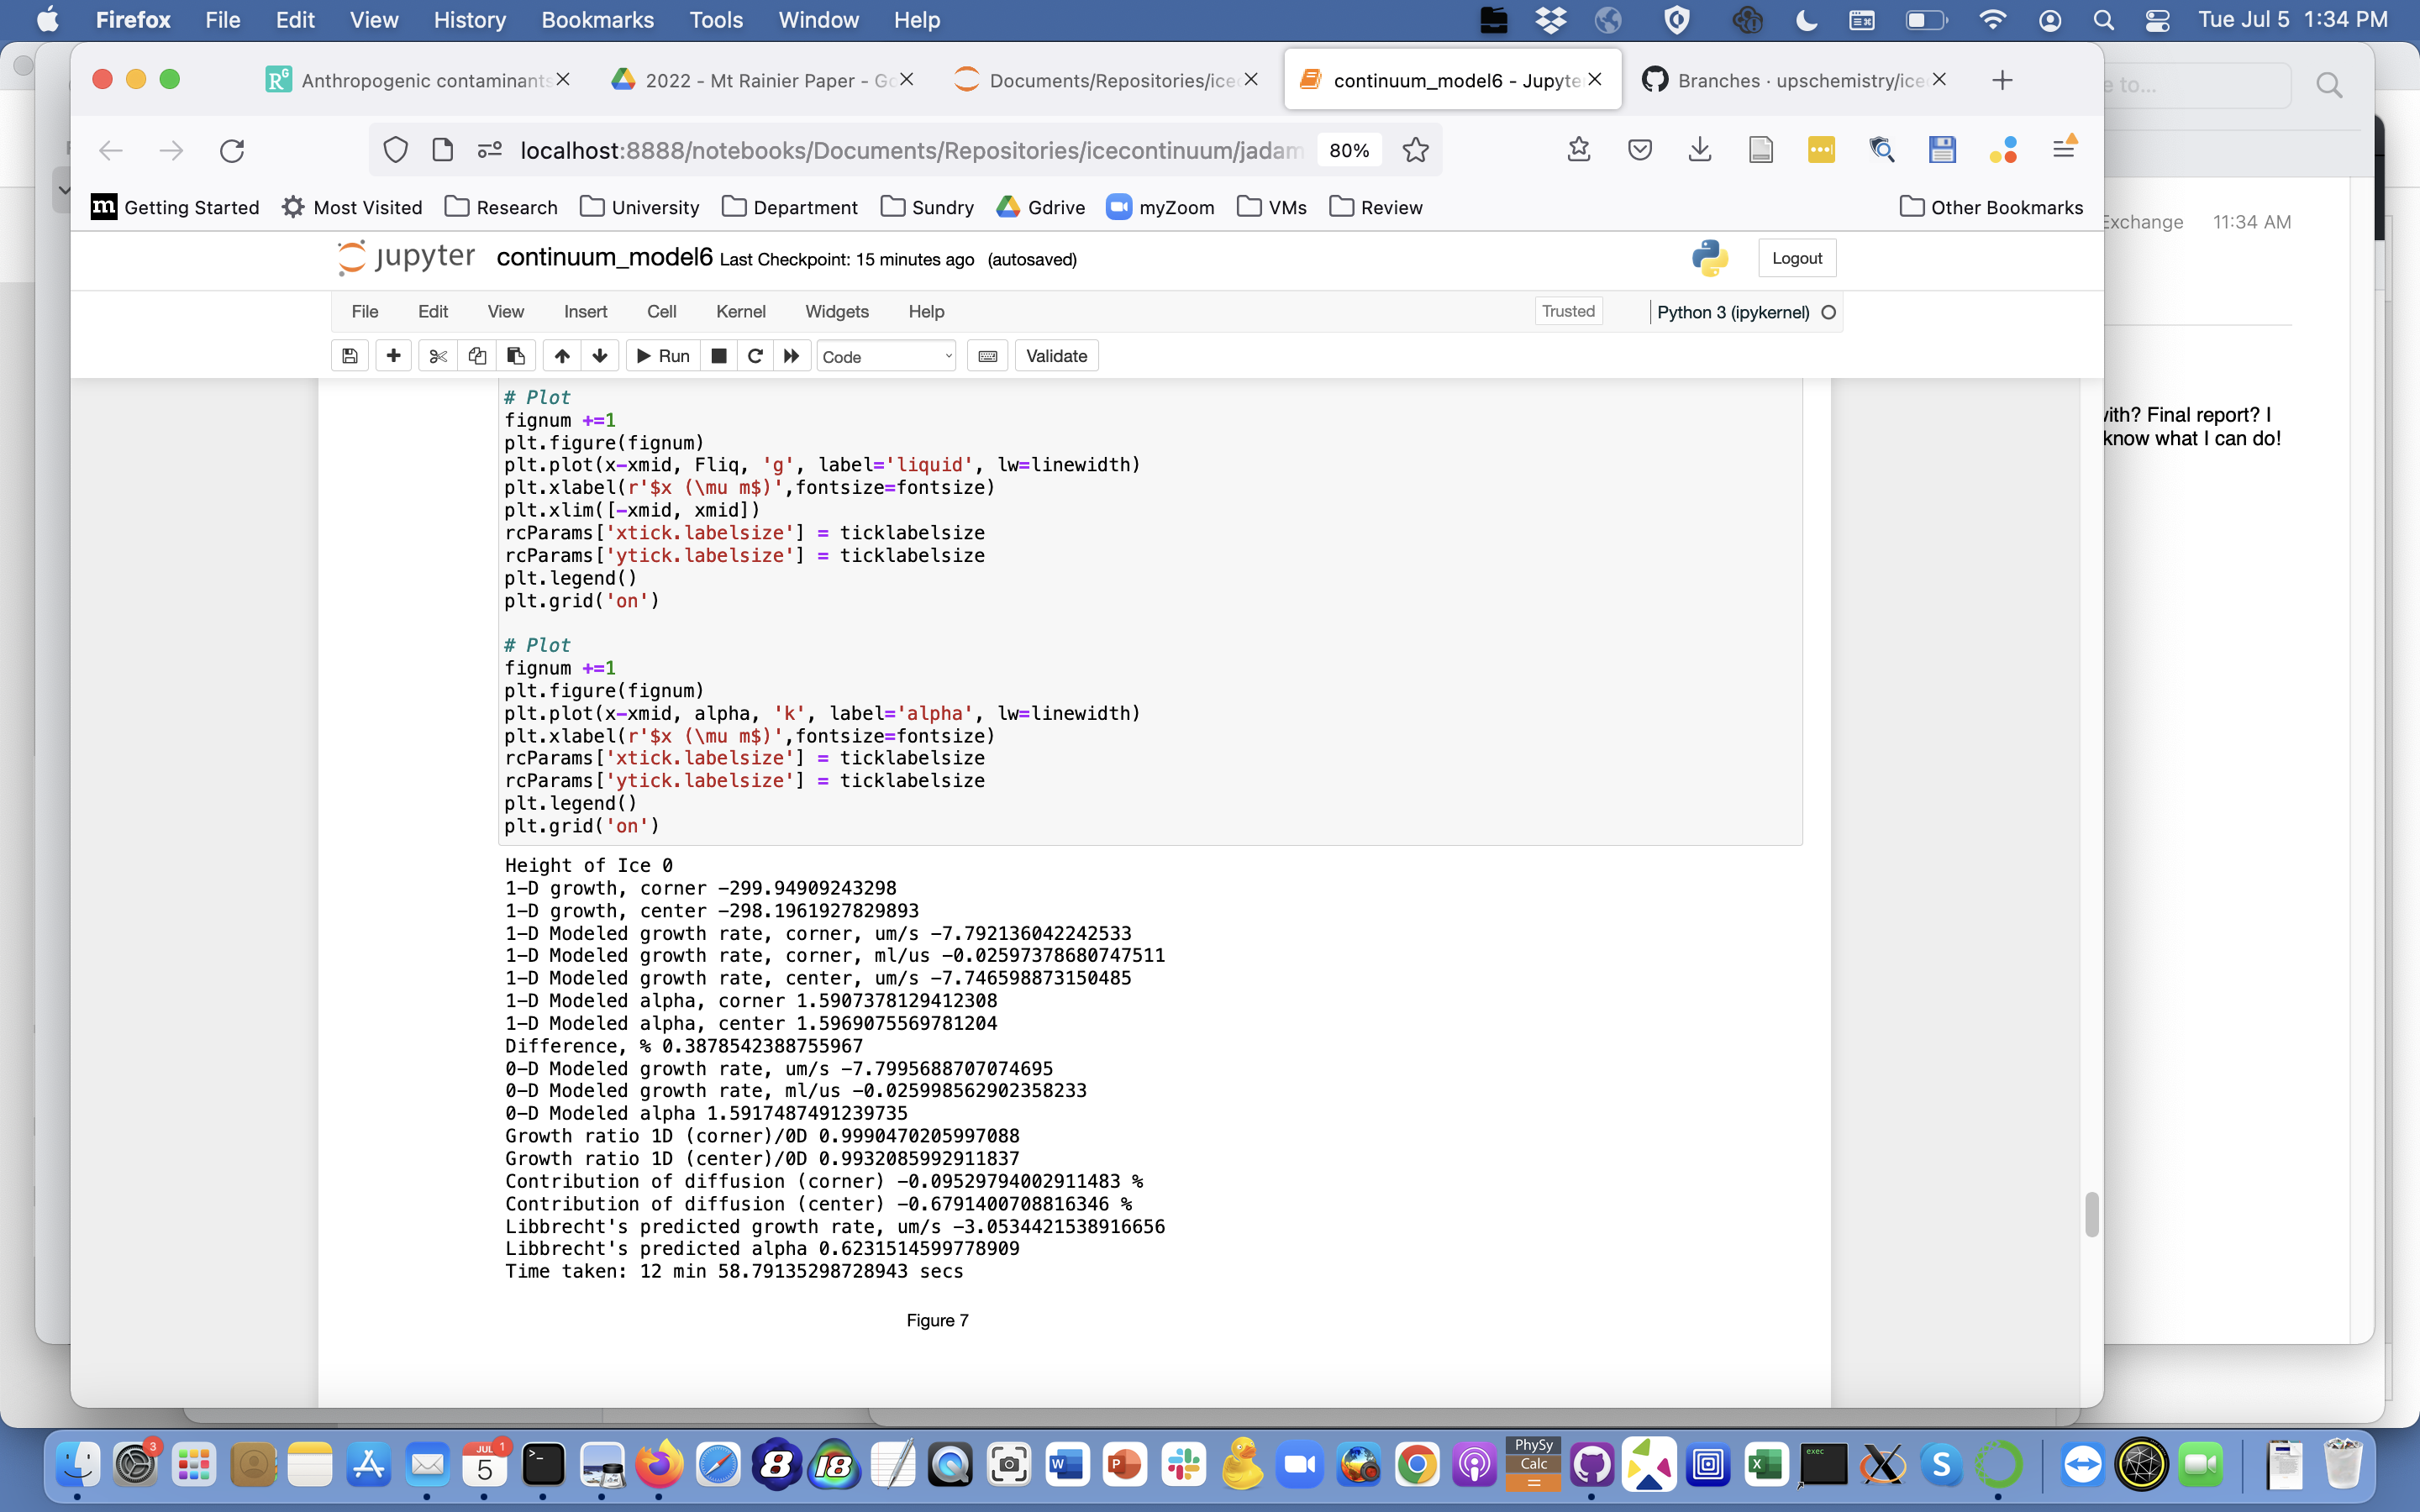 Firefox File Edit View History Bookmarks Tools Window Help Tue Jul 5 1:34 PM
Anthropogenic contaminants 2022 - Mt Rainier Paper - Go Documents/Repositories/ice continuum_model6 - Jupyte Branches · upschemistry/ice e to...
localhost:8888/notebooks/Documents/Repositories/icecontinuum/jadam 80%
m Getting Started Most Visited Research University Department Sundry Gdrive myZoom VMs Review Other Bookmarks
Exchange 11:34 AM
jupyter continuum_model6 Last Checkpoint: 15 minutes ago (autosaved) Logout
File Edit View Insert Cell Kernel Widgets Help Trusted Python 3 (ipykernel)
Run Code Validate
# Plot
fignum +=1
plt.figure(fignum)
plt.plot(x-xmid, Fliq, 'g', label='liquid', lw=linewidth)
plt.xlabel(r'$x (\mu m$)',fontsize=fontsize)
plt.xlim([-xmid, xmid])
rcParams['xtick.labelsize'] = ticklabelsize
rcParams['ytick.labelsize'] = ticklabelsize
plt.legend()
plt.grid('on')
# Plot
fignum +=1
plt.figure(fignum)
plt.plot(x-xmid, alpha, 'k', label='alpha', lw=linewidth)
plt.xlabel(r'$x (\mu m$)',fontsize=fontsize)
rcParams['xtick.labelsize'] = ticklabelsize
rcParams['ytick.labelsize'] = ticklabelsize
plt.legend()
plt.grid('on')
with? Final report? I
know what I can do!
Height of Ice 0
1-D growth, corner -299.94909243298
1-D growth, center -298.1961927829893
1-D Modeled growth rate, corner, um/s -7.792136042242533
1-D Modeled growth rate, corner, ml/us -0.02597378680747511
1-D Modeled growth rate, center, um/s -7.746598873150485
1-D Modeled alpha, corner 1.5907378129412308
1-D Modeled alpha, center 1.5969075569781204
Difference, % 0.3878542388755967
0-D Modeled growth rate, um/s -7.7995688707074695
0-D Modeled growth rate, ml/us -0.025998562902358233
0-D Modeled alpha 1.5917487491239735
Growth ratio 1D (corner)/0D 0.9990470205997088
Growth ratio 1D (center)/0D 0.9932085992911837
Contribution of diffusion (corner) -0.09529794002911483 %
Contribution of diffusion (center) -0.6791400708816346 %
Libbrecht's predicted growth rate, um/s -3.0534421538916656
Libbrecht's predicted alpha 0.6231514599778909
Time taken: 12 min 58.79135298728943 secs
Figure 7
3 JUL 1 5 8 18 W P PhySy Calc X exec S